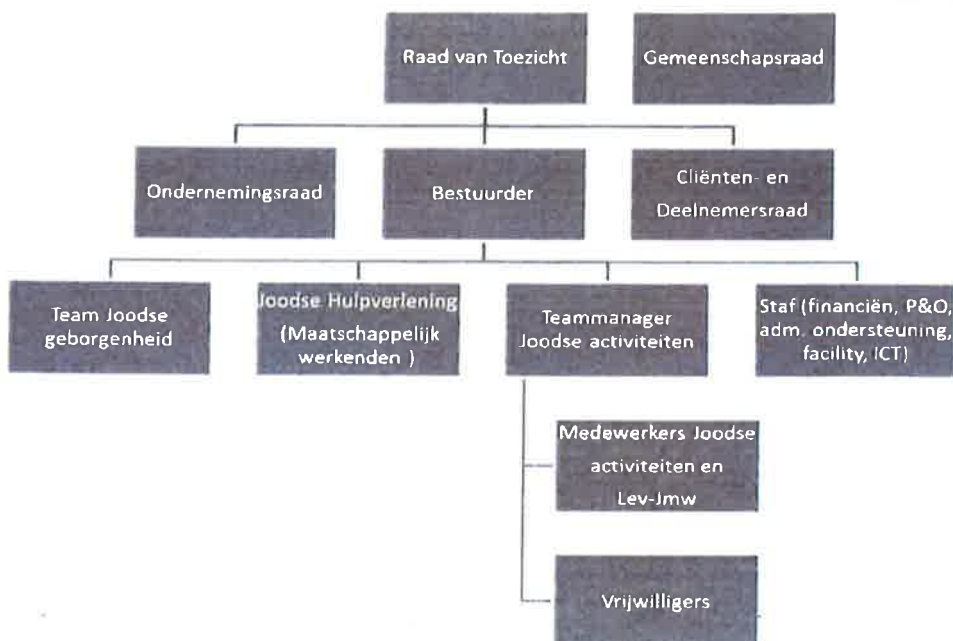 Raad van Toezicht
Gemeenschapsraad
Ondernemingsraad
Bestuurder
Cliënten- en
Deelnemersraad
Team Joodse
geborgenheid
Joodse Hulpverlening
(Maatschappelijk
werkenden )
Teammanager
Joodse activiteiten
Staf (financiën, P&O,
adm. ondersteuning,
facility, ICT)
Medewerkers Joodse
activiteiten en
Lev-Jmw
Vrijwilligers